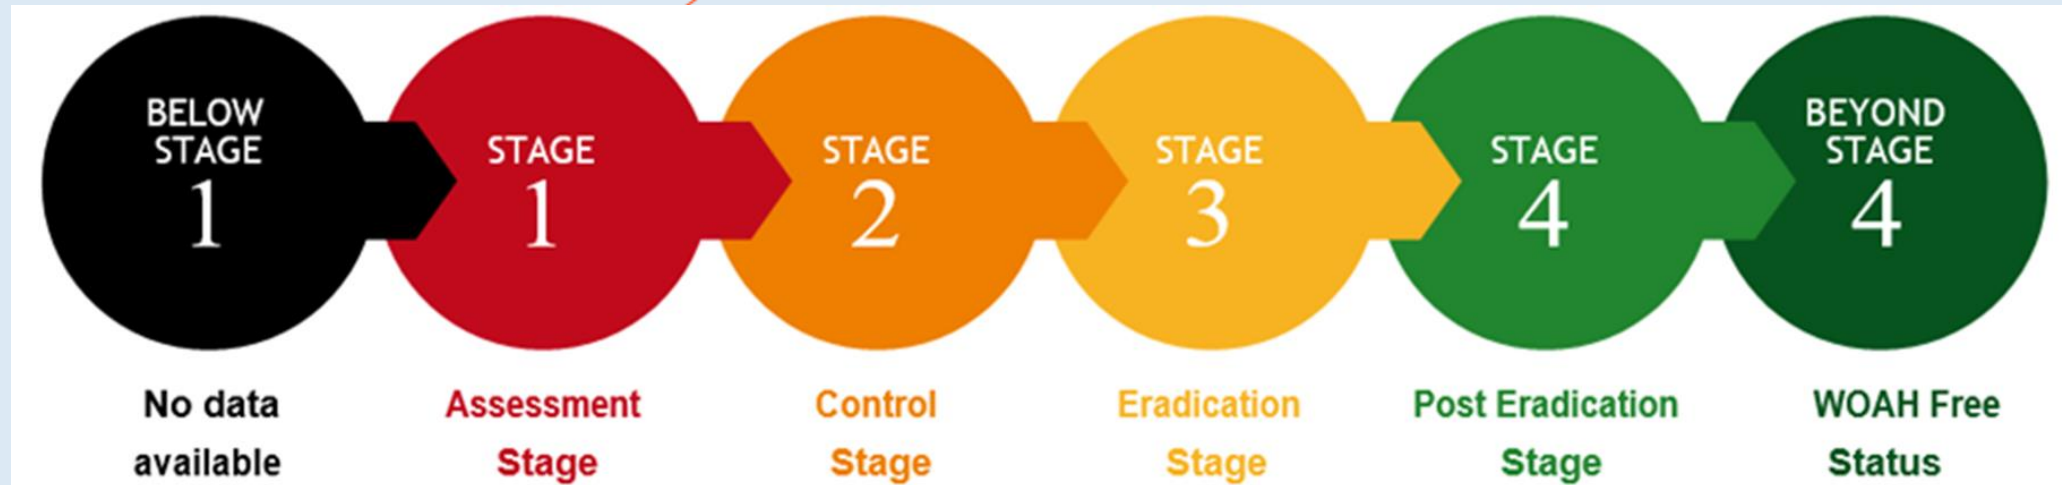 BELOW
STAGE
1
No data
available
STAGE
1
Assessment
Stage
STAGE
2
Control
Stage
STAGE
3
Eradication
Stage
STAGE
4
Post Eradication
Stage
BEYOND
STAGE
4
WOAH Free
Status